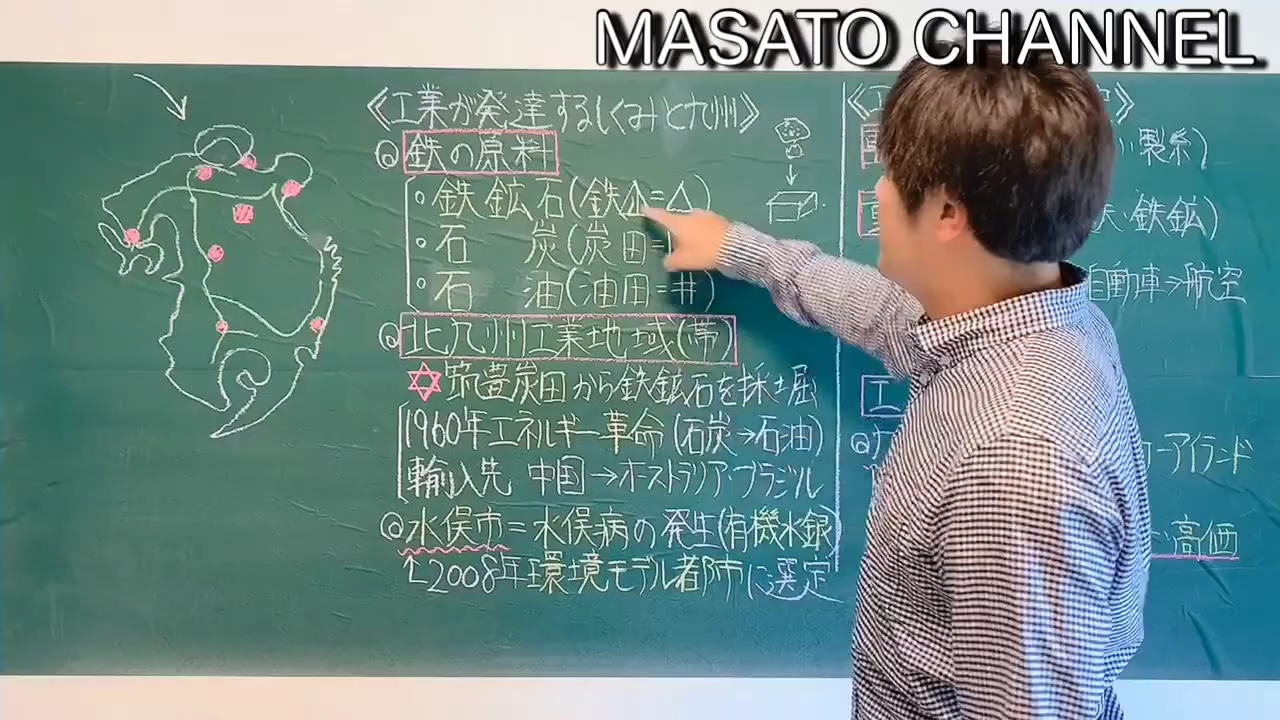 MASATO CHANNEL
《工業が発達するしくみと九州》
◎鉄の原料
・鉄鉱石(鉄山=△)
・石炭(炭田=
・石油(油田=井)
◎北九州工業地域(帯)
✡筑豊炭田から鉄鉱石を採掘
1960年エネルギー革命(石炭→石油)
輸入先 中国→オーストラリア・ブラジル
◎水俣市=水俣病の発生(有機水銀)
↑2008年環境モデル都市に選定
《工
》
製糸)
・鉄鉱)
自動車⇒航空
工
アイランド
高価